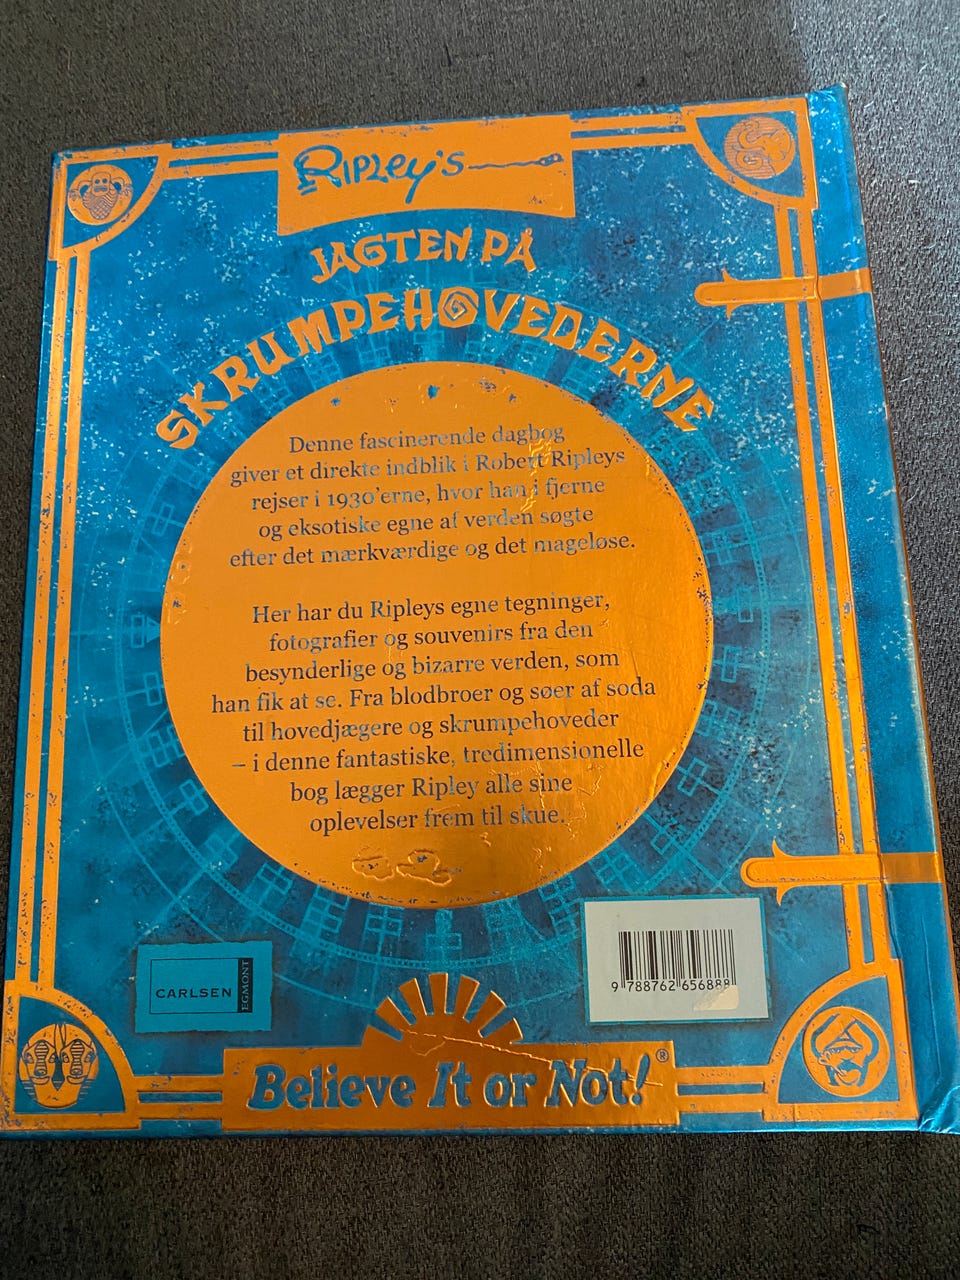 RIPLEY'S
JAGTEN PÅ
SKRUMPEHOVEDERNE
Denne fascinerende dagbog
giver et direkte indblik i Robert Ripleys
rejser i 1930'erne, hvor han i fjerne
og eksotiske egne af verden søgte
efter det mærkværdige og det mageløse.
Her har du Ripleys egne tegninger,
fotografier og souvenirs fra den
besynderlige og bizarre verden, som
han fik at se. Fra blodbroer og søer af soda
til hovedjægere og skrumpehoveder
– i denne fantastiske, tredimensionelle
bog lægger Ripley alle sine
oplevelser frem til skue.
CARLSEN
EGMONT
9 788762 656888
Believe It or Not!®